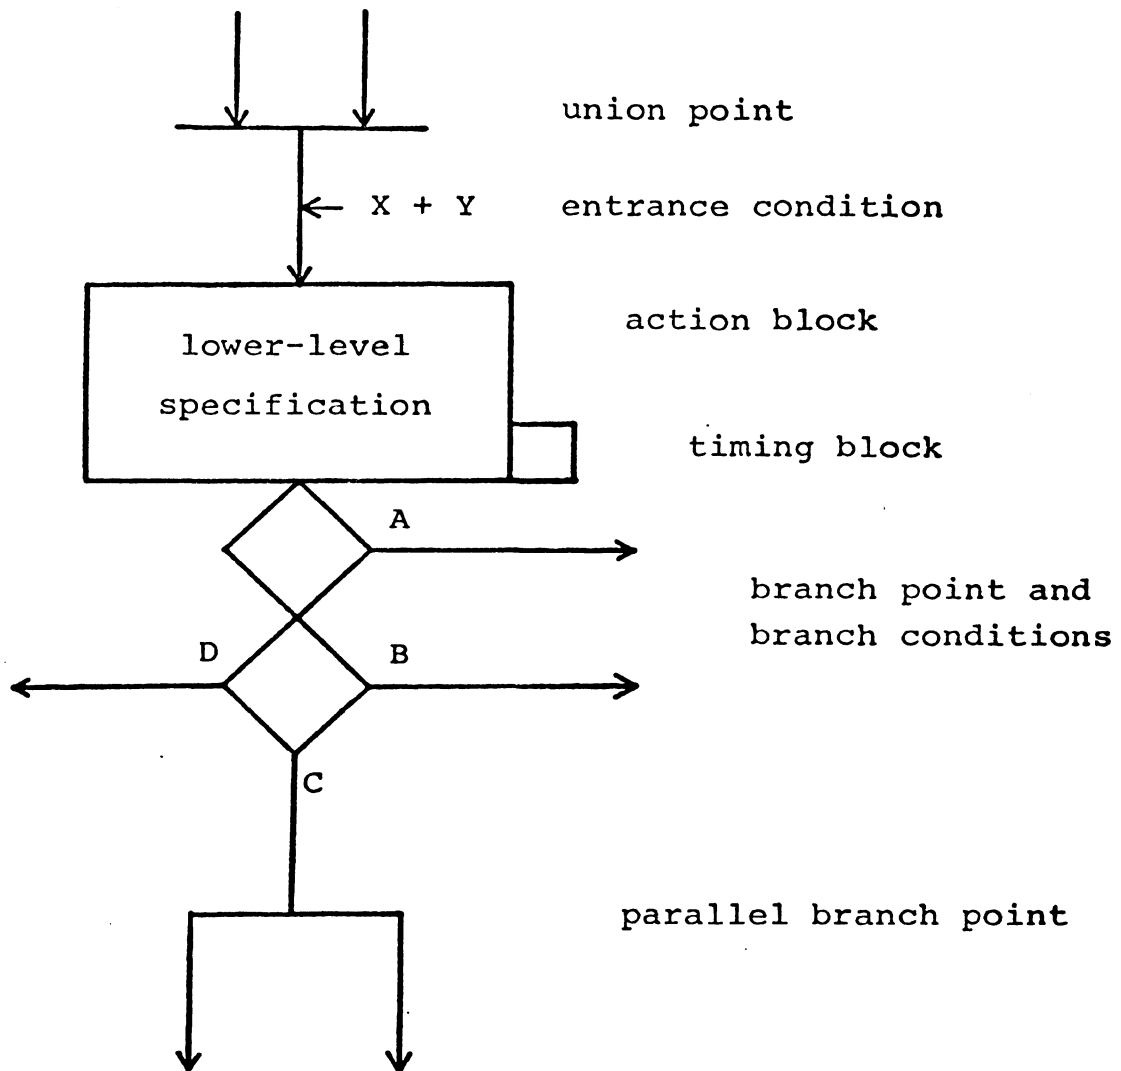 union point
X + Y
entrance condition
action block
lower-level
specification
timing block
A
branch point and
branch conditions
D
B
C
parallel branch point